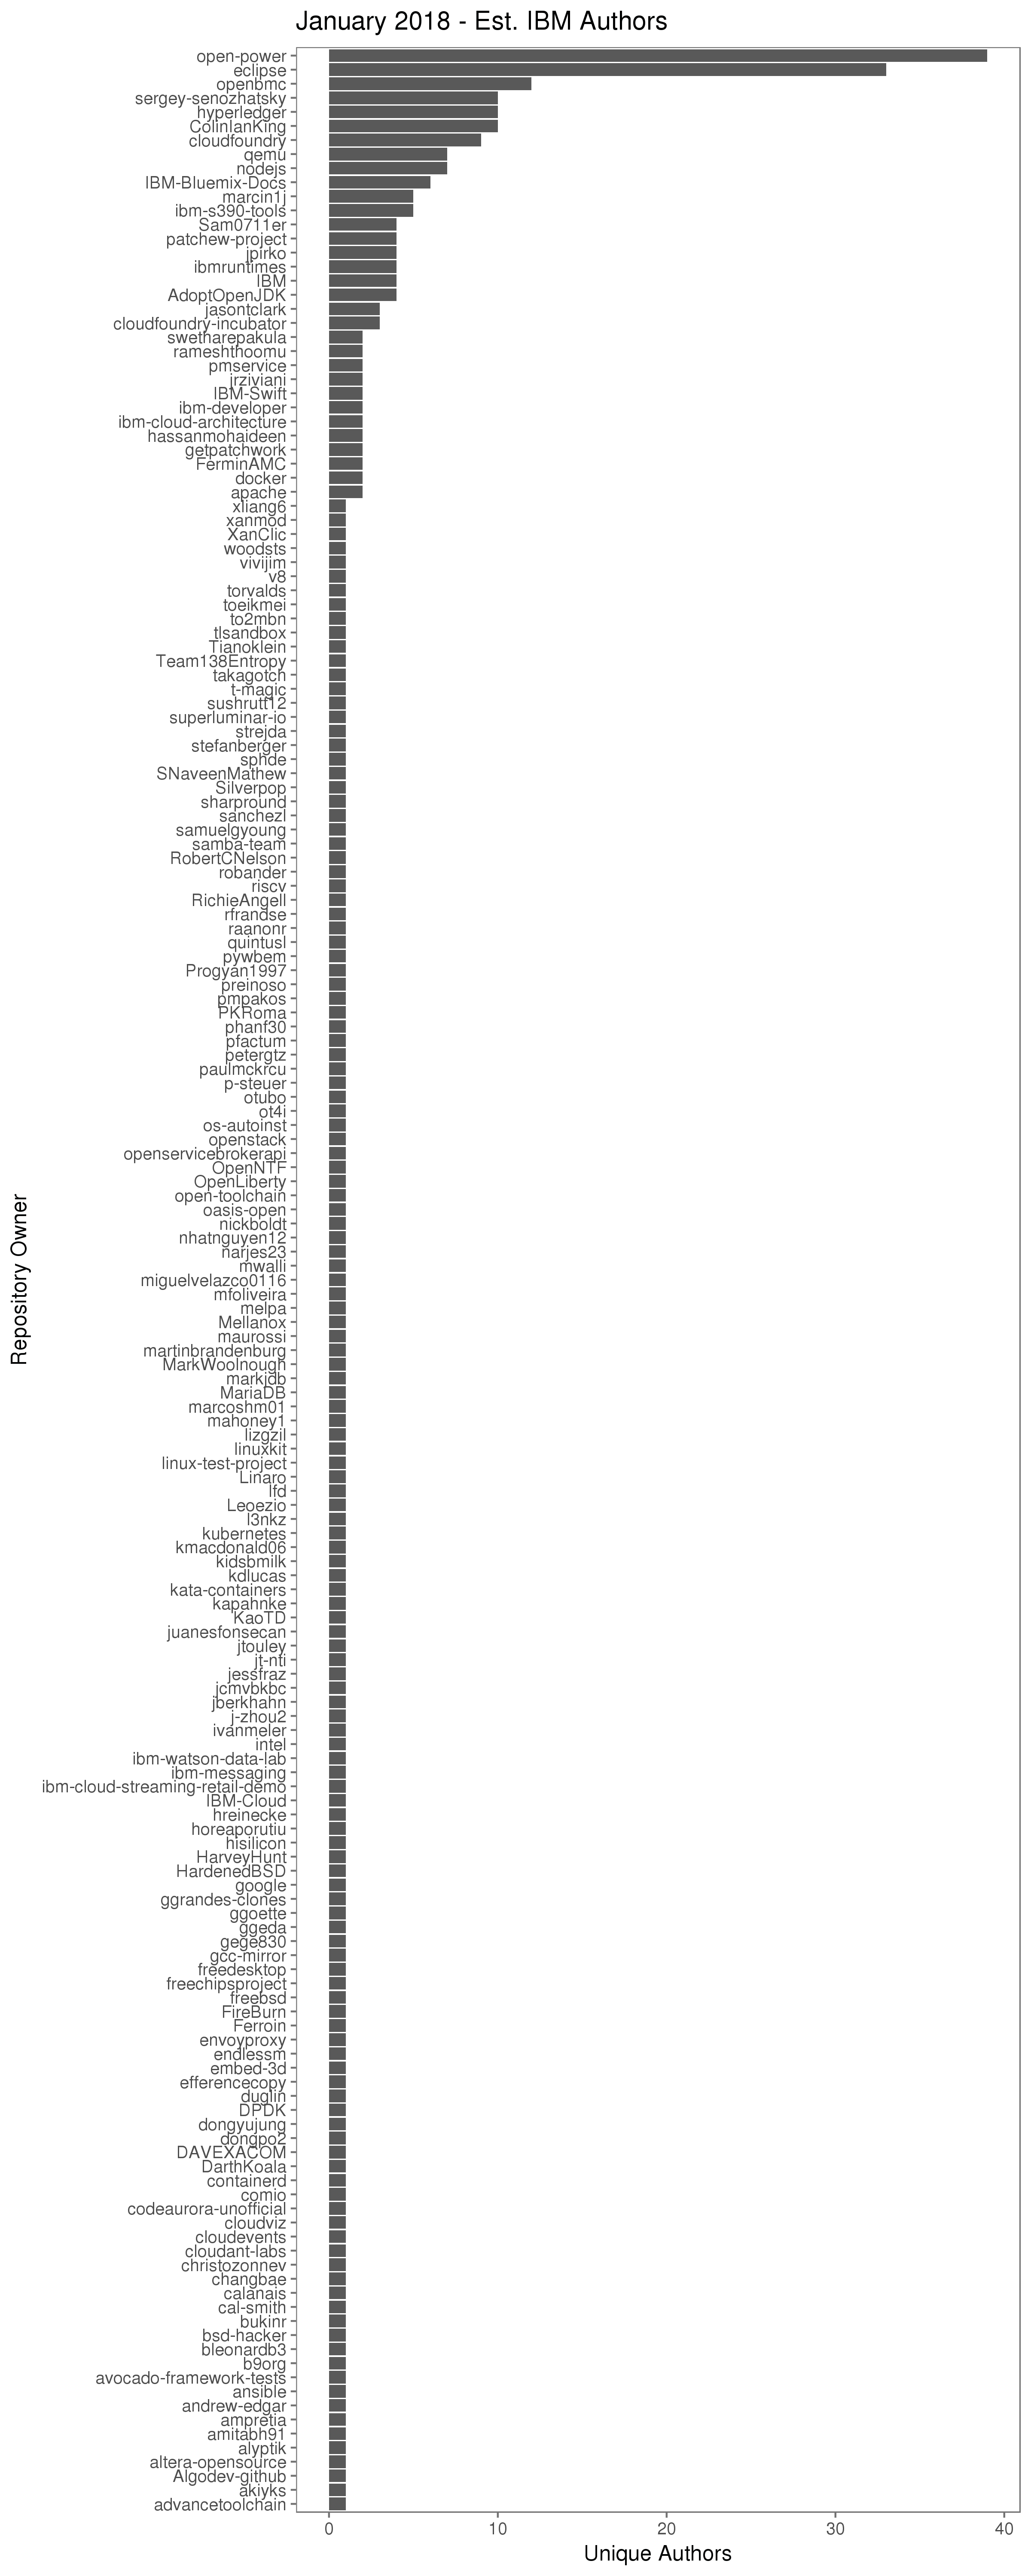 January 2018 - Est. IBM Authors
open-power
eclipse
openbmc
sergey-senozhatsky
hyperledger
ColinIanKing
cloudfoundry
qemu
nodejs
IBM-Bluemix-Docs
marcin1j
ibm-s390-tools
Sam0711er
patchew-project
jpirko
ibmruntimes
IBM
AdoptOpenJDK
jasontclark
cloudfoundry-incubator
swetharepakula
rameshthoomu
pmservice
jrziviani
IBM-Swift
ibm-developer
ibm-cloud-architecture
hassanmohaideen
getpatchwork
FerminAMC
docker
apache
xliang6
xanmod
XanClic
woodsts
vivijim
v8
torvalds
toeikmei
to2mbn
tlsandbox
Tianoklein
Team138Entropy
takagotch
t-magic
sushrutt12
superluminar-io
strejda
stefanberger
sphde
SNaveenMathew
Silverpop
sharpround
sanchezl
samuelgyoung
samba-team
RobertCNelson
robander
riscv
RichieAngell
rfrandse
raanonr
quintusl
pywbem
Progyan1997
preinoso
pmpakos
PKRoma
phanf30
pfactum
petergtz
paulmckrcu
p-steuer
otubo
ot4i
os-autoinst
openstack
openservicebrokerapi
OpenNTF
OpenLiberty
open-toolchain
oasis-open
nickboldt
nhatnguyen12
narjes23
mwalli
miguelvelazco0116
mfoliveira
melpa
Mellanox
maurossi
martinbrandenburg
MarkWoolnough
markjdb
MariaDB
marcoshm01
mahoney1
lizgzil
linuxkit
linux-test-project
Linaro
lfd
Leoezio
l3nkz
kubernetes
kmacdonald06
kidsbmilk
kdlucas
kata-containers
kapahnke
KaoTD
juanesfonsecan
jtouley
jt-nti
jessfraz
jcmvbkbc
jberkhahn
j-zhou2
ivanmeler
intel
ibm-watson-data-lab
ibm-messaging
ibm-cloud-streaming-retail-demo
IBM-Cloud
hreinecke
horeaporutiu
hisilicon
HarveyHunt
HardenedBSD
google
ggrandes-clones
ggoette
ggeda
gege830
gcc-mirror
freedesktop
freechipsproject
freebsd
FireBurn
Ferroin
envoyproxy
endlessm
embed-3d
efferencecopy
duglin
DPDK
dongyujung
dongpo2
DAVEXACOM
DarthKoala
containerd
comio
codeaurora-unofficial
cloudviz
cloudevents
cloudant-labs
christozonnev
changbae
calanais
cal-smith
bukinr
bsd-hacker
bleonardb3
b9org
avocado-framework-tests
ansible
andrew-edgar
ampretia
amitabh91
alyptik
altera-opensource
Algodev-github
akiyks
advancetoolchain
Repository Owner
0 10 20 30 40
Unique Authors